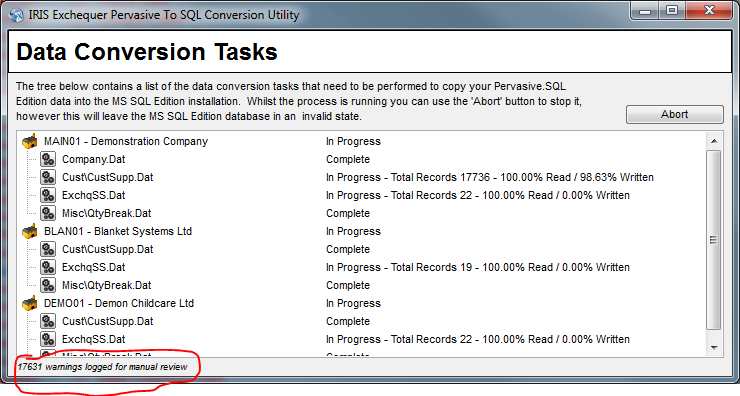 IRIS Exchequer Pervasive To SQL Conversion Utility
Data Conversion Tasks
The tree below contains a list of the data conversion tasks that need to be performed to copy your Pervasive.SQL
Edition data into the MS SQL Edition installation. Whilst the process is running you can use the 'Abort' button to stop it,
however this will leave the MS SQL Edition database in an invalid state.
Abort
MAIN01 - Demonstration Company In Progress
Company.Dat Complete
Cust\CustSupp.Dat In Progress - Total Records 17736 - 100.00% Read / 98.63% Written
ExchqSS.Dat In Progress - Total Records 22 - 100.00% Read / 0.00% Written
Misc\QtyBreak.Dat Complete
BLAN01 - Blanket Systems Ltd In Progress
Cust\CustSupp.Dat Complete
ExchqSS.Dat In Progress - Total Records 19 - 100.00% Read / 0.00% Written
Misc\QtyBreak.Dat Complete
DEMO01 - Demon Childcare Ltd In Progress
Cust\CustSupp.Dat Complete
ExchqSS.Dat In Progress - Total Records 22 - 100.00% Read / 0.00% Written
Misc\QtyBreak.Dat Complete
17631 warnings logged for manual review